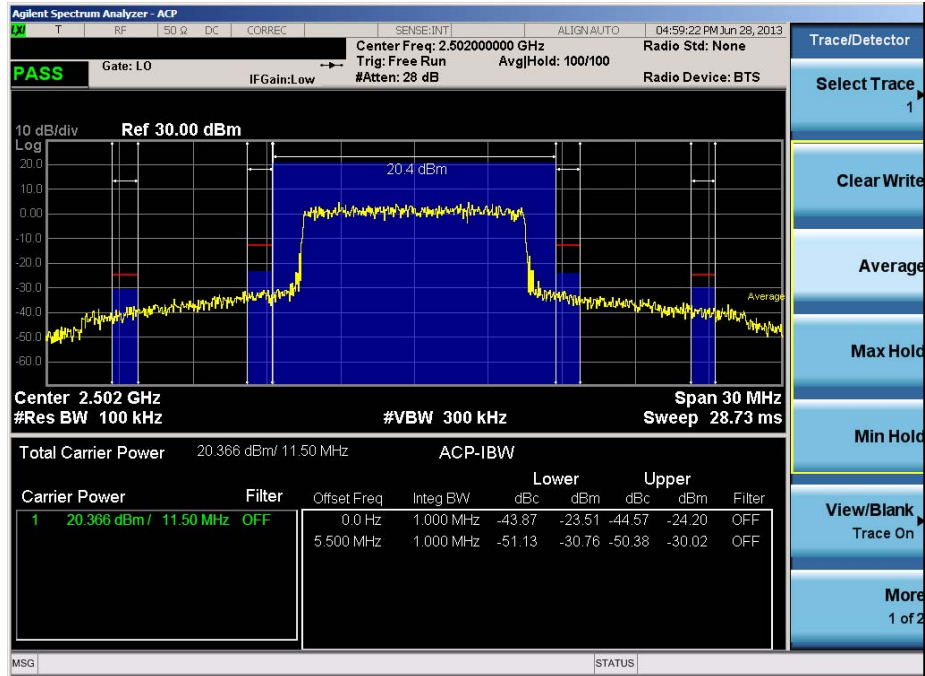 Agilent Spectrum Analyzer - ACP
LXI T RF 50 Ω DC CORREC SENSE:INT ALIGN AUTO 04:59:22 PM Jun 28, 2013
Center Freq: 2.502000000 GHz Radio Std: None
PASS Gate: LO Trig: Free Run Avg|Hold: 100/100
IFGain:Low #Atten: 28 dB Radio Device: BTS
10 dB/div Ref 30.00 dBm
Log
20.0
10.0
0.00
-10.0
-20.0
-30.0
-40.0
-50.0
-60.0
20.4 dBm
Average
Center 2.502 GHz Span 30 MHz
#Res BW 100 kHz #VBW 300 kHz Sweep 28.73 ms
Total Carrier Power 20.366 dBm/ 11.50 MHz ACP-IBW
Lower Upper
Carrier Power Filter Offset Freq Integ BW dBc dBm dBc dBm Filter
1 20.366 dBm / 11.50 MHz OFF 0.0 Hz 1.000 MHz -43.87 -23.51 -44.57 -24.20 OFF
5.500 MHz 1.000 MHz -51.13 -30.76 -50.38 -30.02 OFF
MSG STATUS
Trace/Detector
Select Trace
1
Clear Write
Average
Max Hold
Min Hold
View/Blank
Trace On
More
1 of 2